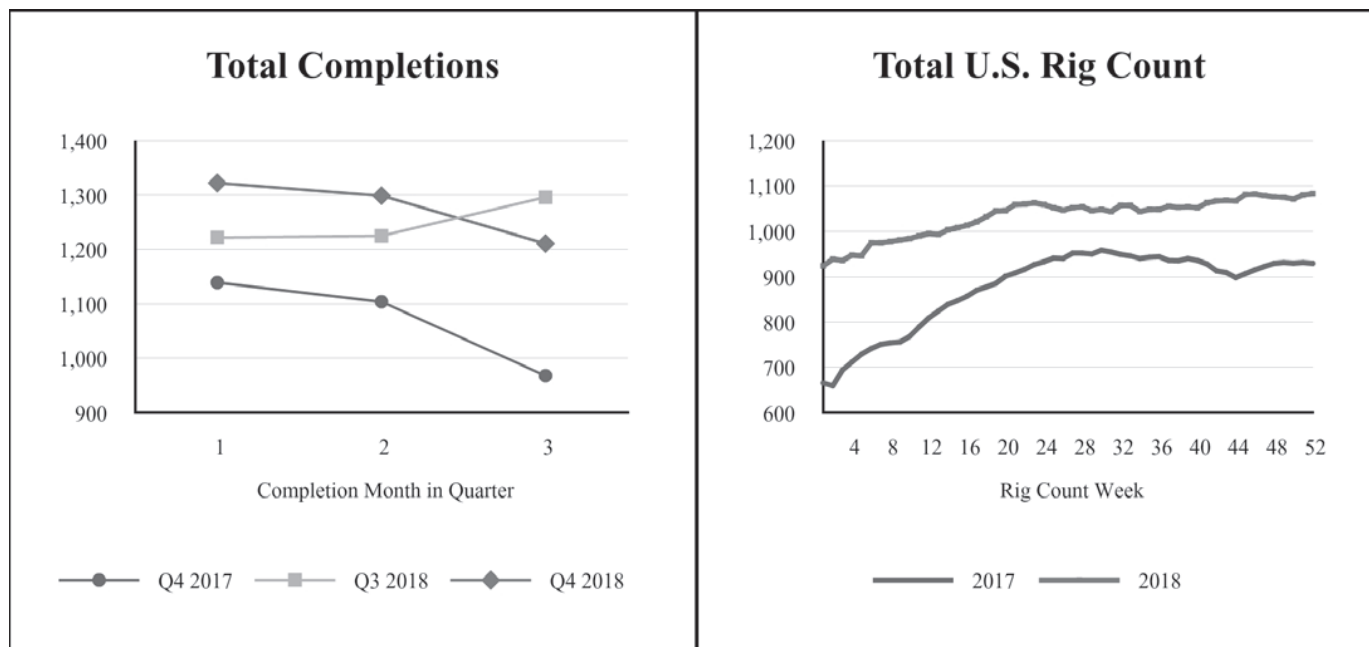 Total Completions
1,400
1,300
1,200
1,100
1,000
900
1 2 3
Completion Month in Quarter
Q4 2017 Q3 2018 Q4 2018
Total U.S. Rig Count
1,200
1,100
1,000
900
800
700
600
4 8 12 16 20 24 28 32 36 40 44 48 52
Rig Count Week
2017 2018